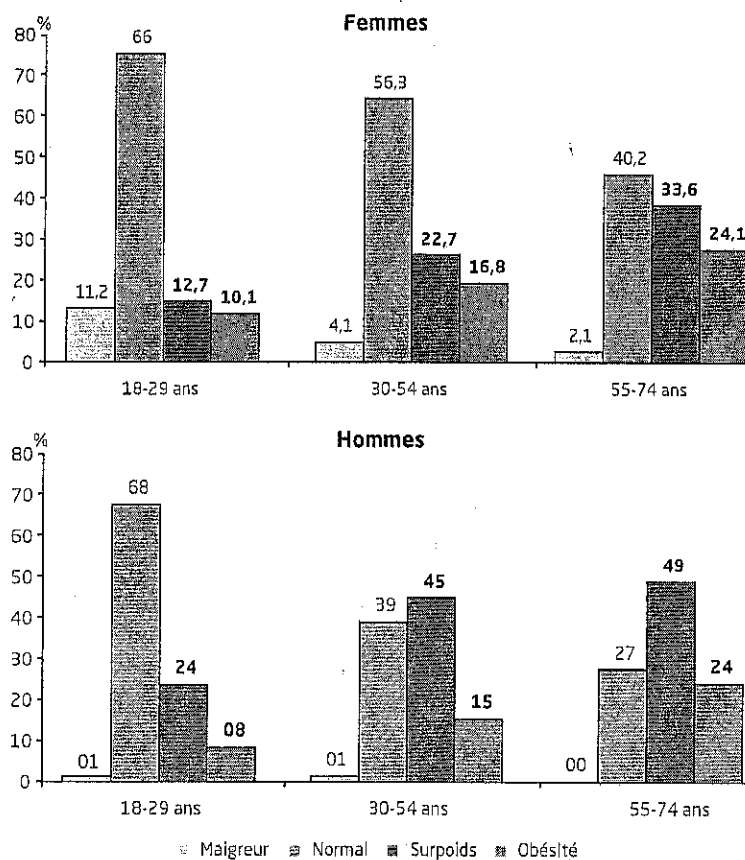 Femmes
%
80
70
60
50
40
30
20
10
0
11,2 66 12,7 10,1
4,1 56,3 22,7 16,8
2,1 40,2 33,6 24,1
18-29 ans 30-54 ans 55-74 ans
Hommes
%
80
70
60
50
40
30
20
10
0
01 68 24 08
01 39 45 15
00 27 49 24
18-29 ans 30-54 ans 55-74 ans
Maigreur Normal Surpoids Obésité